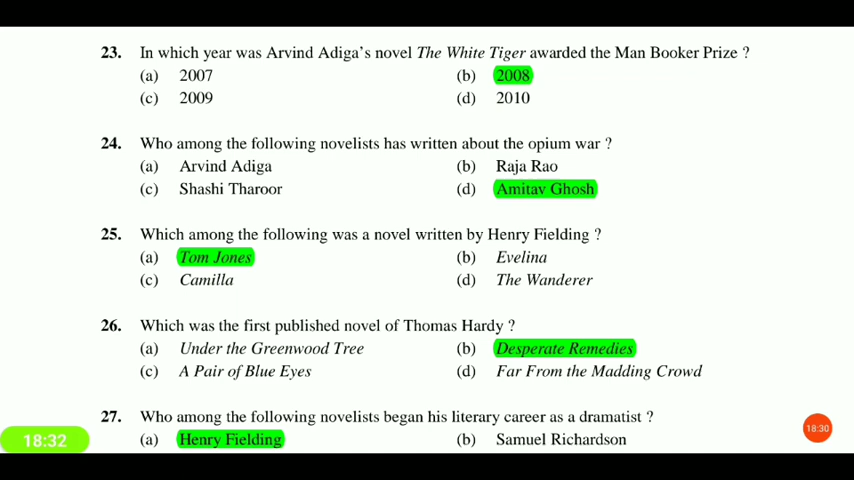 23. In which year was Arvind Adiga's novel The White Tiger awarded the Man Booker Prize ?
(a) 2007 (b) 2008
(c) 2009 (d) 2010
24. Who among the following novelists has written about the opium war ?
(a) Arvind Adiga (b) Raja Rao
(c) Shashi Tharoor (d) Amitav Ghosh
25. Which among the following was a novel written by Henry Fielding ?
(a) Tom Jones (b) Evelina
(c) Camilla (d) The Wanderer
26. Which was the first published novel of Thomas Hardy ?
(a) Under the Greenwood Tree (b) Desperate Remedies
(c) A Pair of Blue Eyes (d) Far From the Madding Crowd
27. Who among the following novelists began his literary career as a dramatist ?
18:30
18:32 (a) Henry Fielding (b) Samuel Richardson